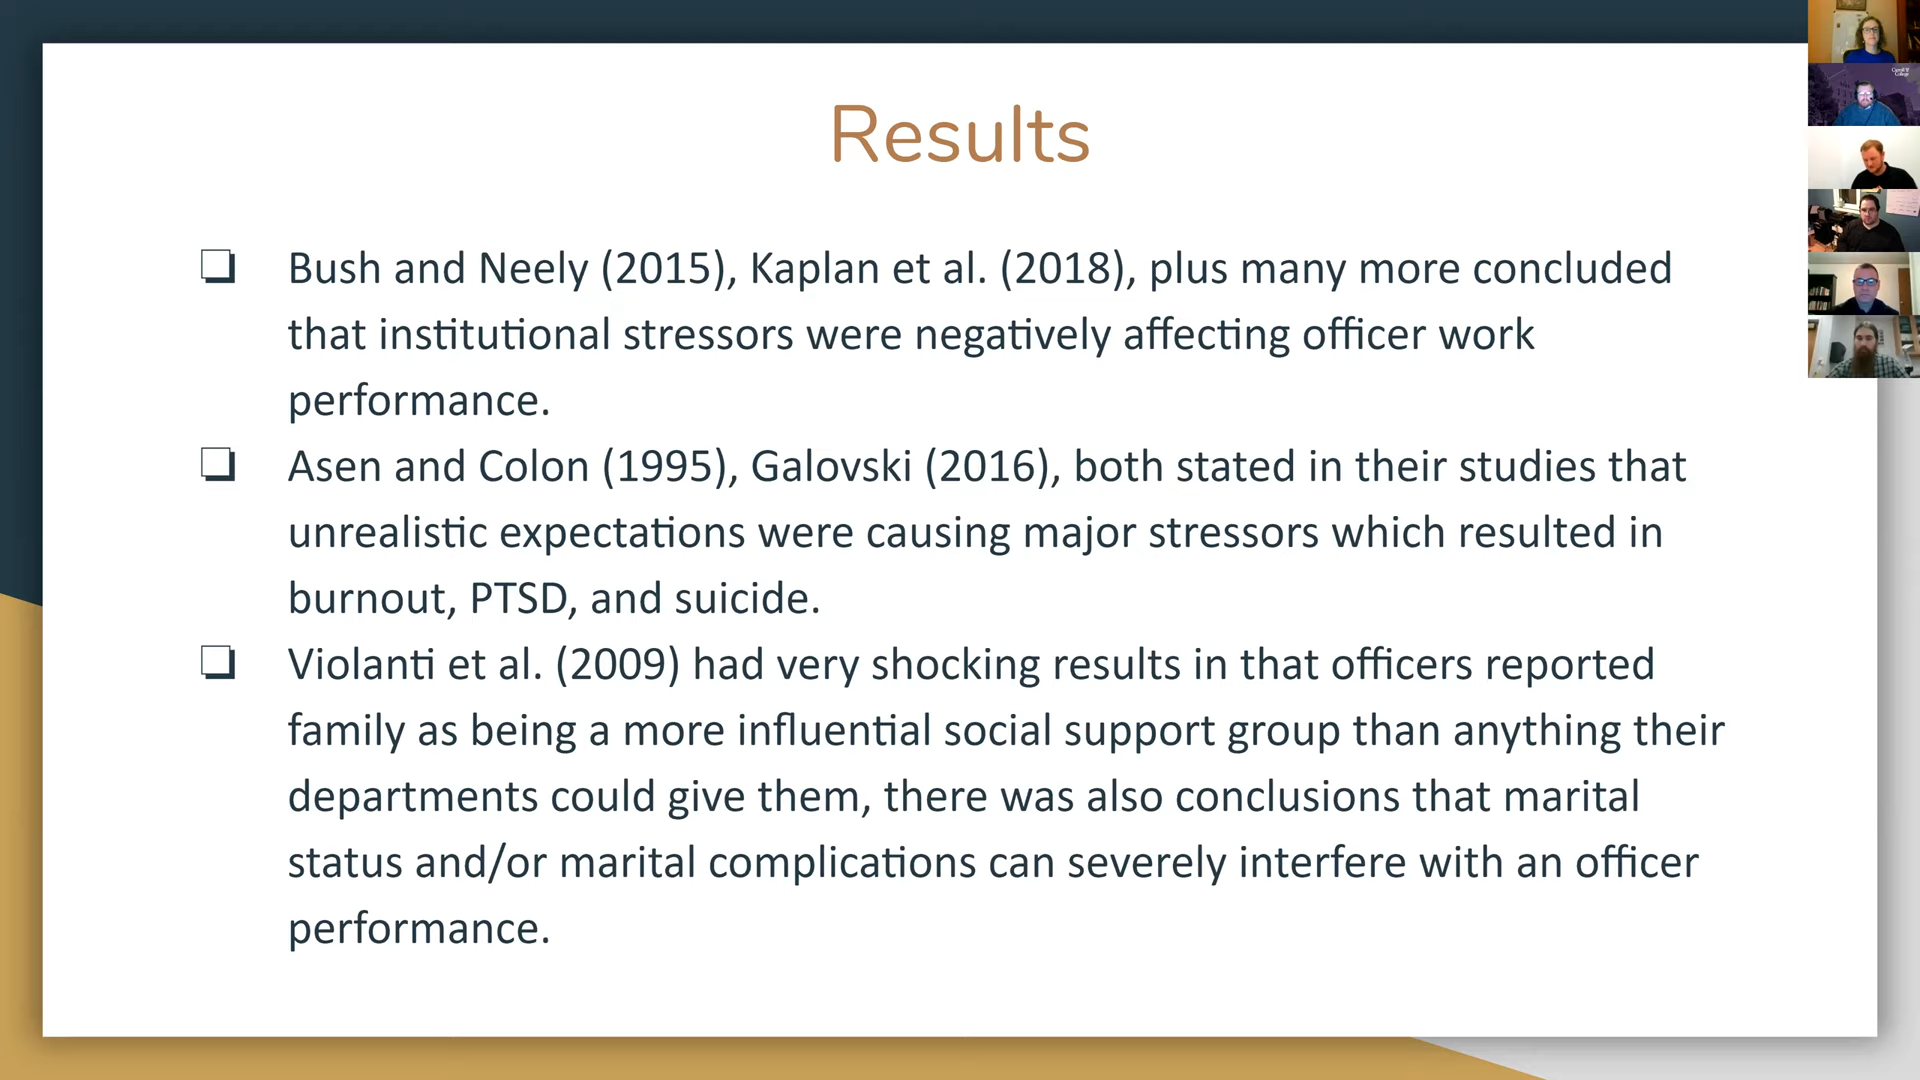 Results
❏ Bush and Neely (2015), Kaplan et al. (2018), plus many more concluded
that institutional stressors were negatively affecting officer work
performance.
❏ Asen and Colon (1995), Galovski (2016), both stated in their studies that
unrealistic expectations were causing major stressors which resulted in
burnout, PTSD, and suicide.
❏ Violanti et al. (2009) had very shocking results in that officers reported
family as being a more influential social support group than anything their
departments could give them, there was also conclusions that marital
status and/or marital complications can severely interfere with an officer
performance.
Carroll
College